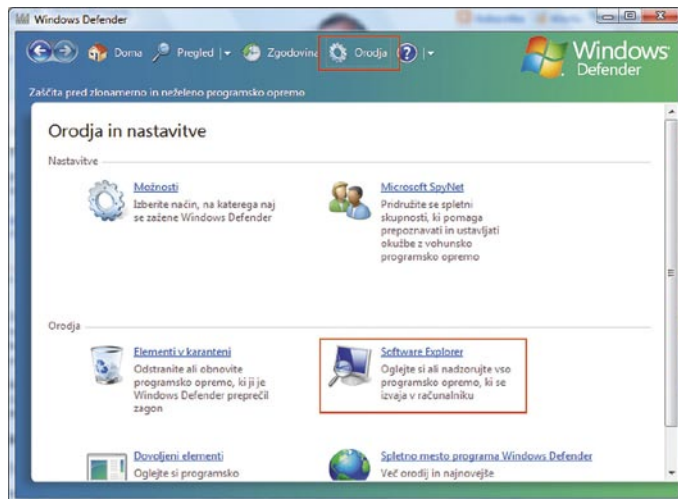 Windows Defender
Doma Pregled Zgodovina Orodja
Windows
Defender
Zaščita pred zlonamerno in neželeno programsko opremo
Orodja in nastavitve
Nastavitve
Možnosti
Izberite način, na katerega naj
se zažene Windows Defender
Microsoft SpyNet
Pridružite se spletni
skupnosti, ki pomaga
prepoznavati in ustavljati
okužbe z vohunsko
programsko opremo
Orodja
Elementi v karanteni
Odstranite ali obnovite
programsko opremo, ki ji je
Windows Defender preprečil
zagon
Software Explorer
Oglejte si ali nadzorujte vso
programsko opremo, ki se
izvaja v računalniku
Dovoljeni elementi
Oglejte si programsko
Spletno mesto programa Windows Defender
Več orodij in najnovejše